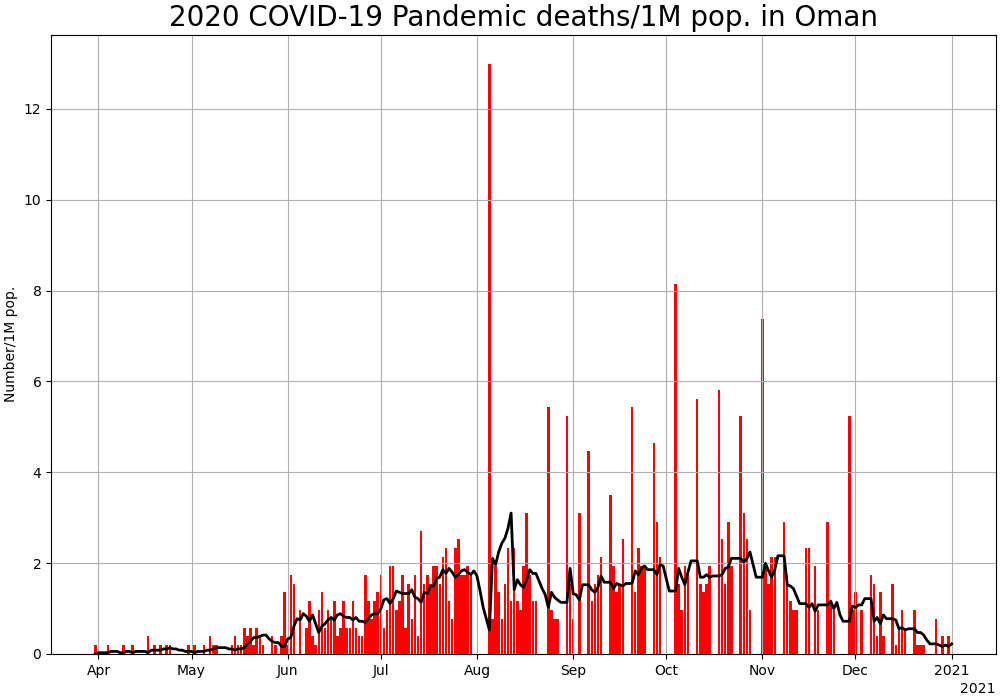 2020 COVID-19 Pandemic deaths/1M pop. in Oman
Number/1M pop.
12
10
8
6
4
2
0
Apr May Jun Jul Aug Sep Oct Nov Dec 2021
2021